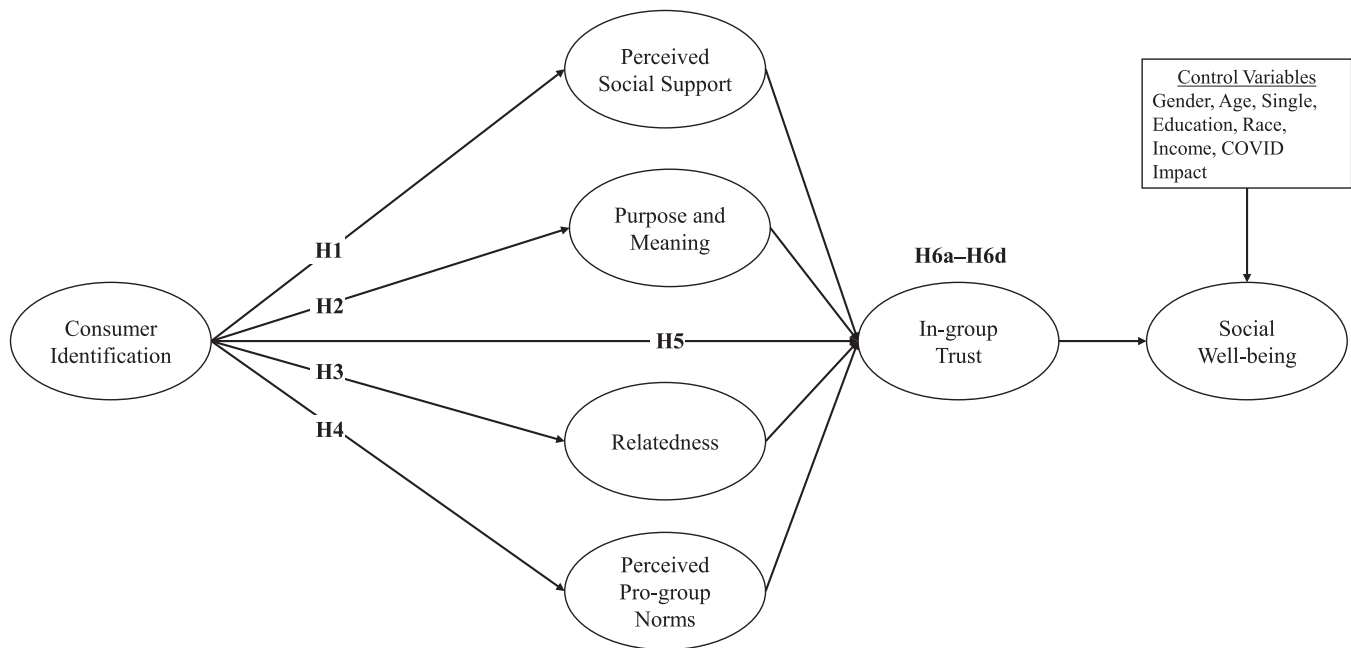 Perceived
Social Support
Control Variables
Gender, Age, Single,
Education, Race,
Income, COVID
Impact
Purpose and
Meaning
H1
H6a–H6d
H2
Consumer
Identification
H5
In-group
Trust
Social
Well-being
H3
H4
Relatedness
Perceived
Pro-group
Norms